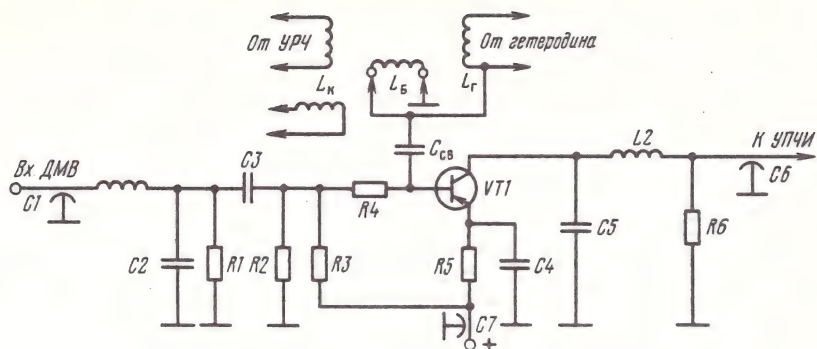 От УРЧ
От гетеродина
Lк
LБ
Lг
Вх. ДМВ
C3
Cсв
L2
К УПЧИ
C1
R4
VT1
C6
C2
R1
R2
R3
R5
C4
C5
R6
C7
+